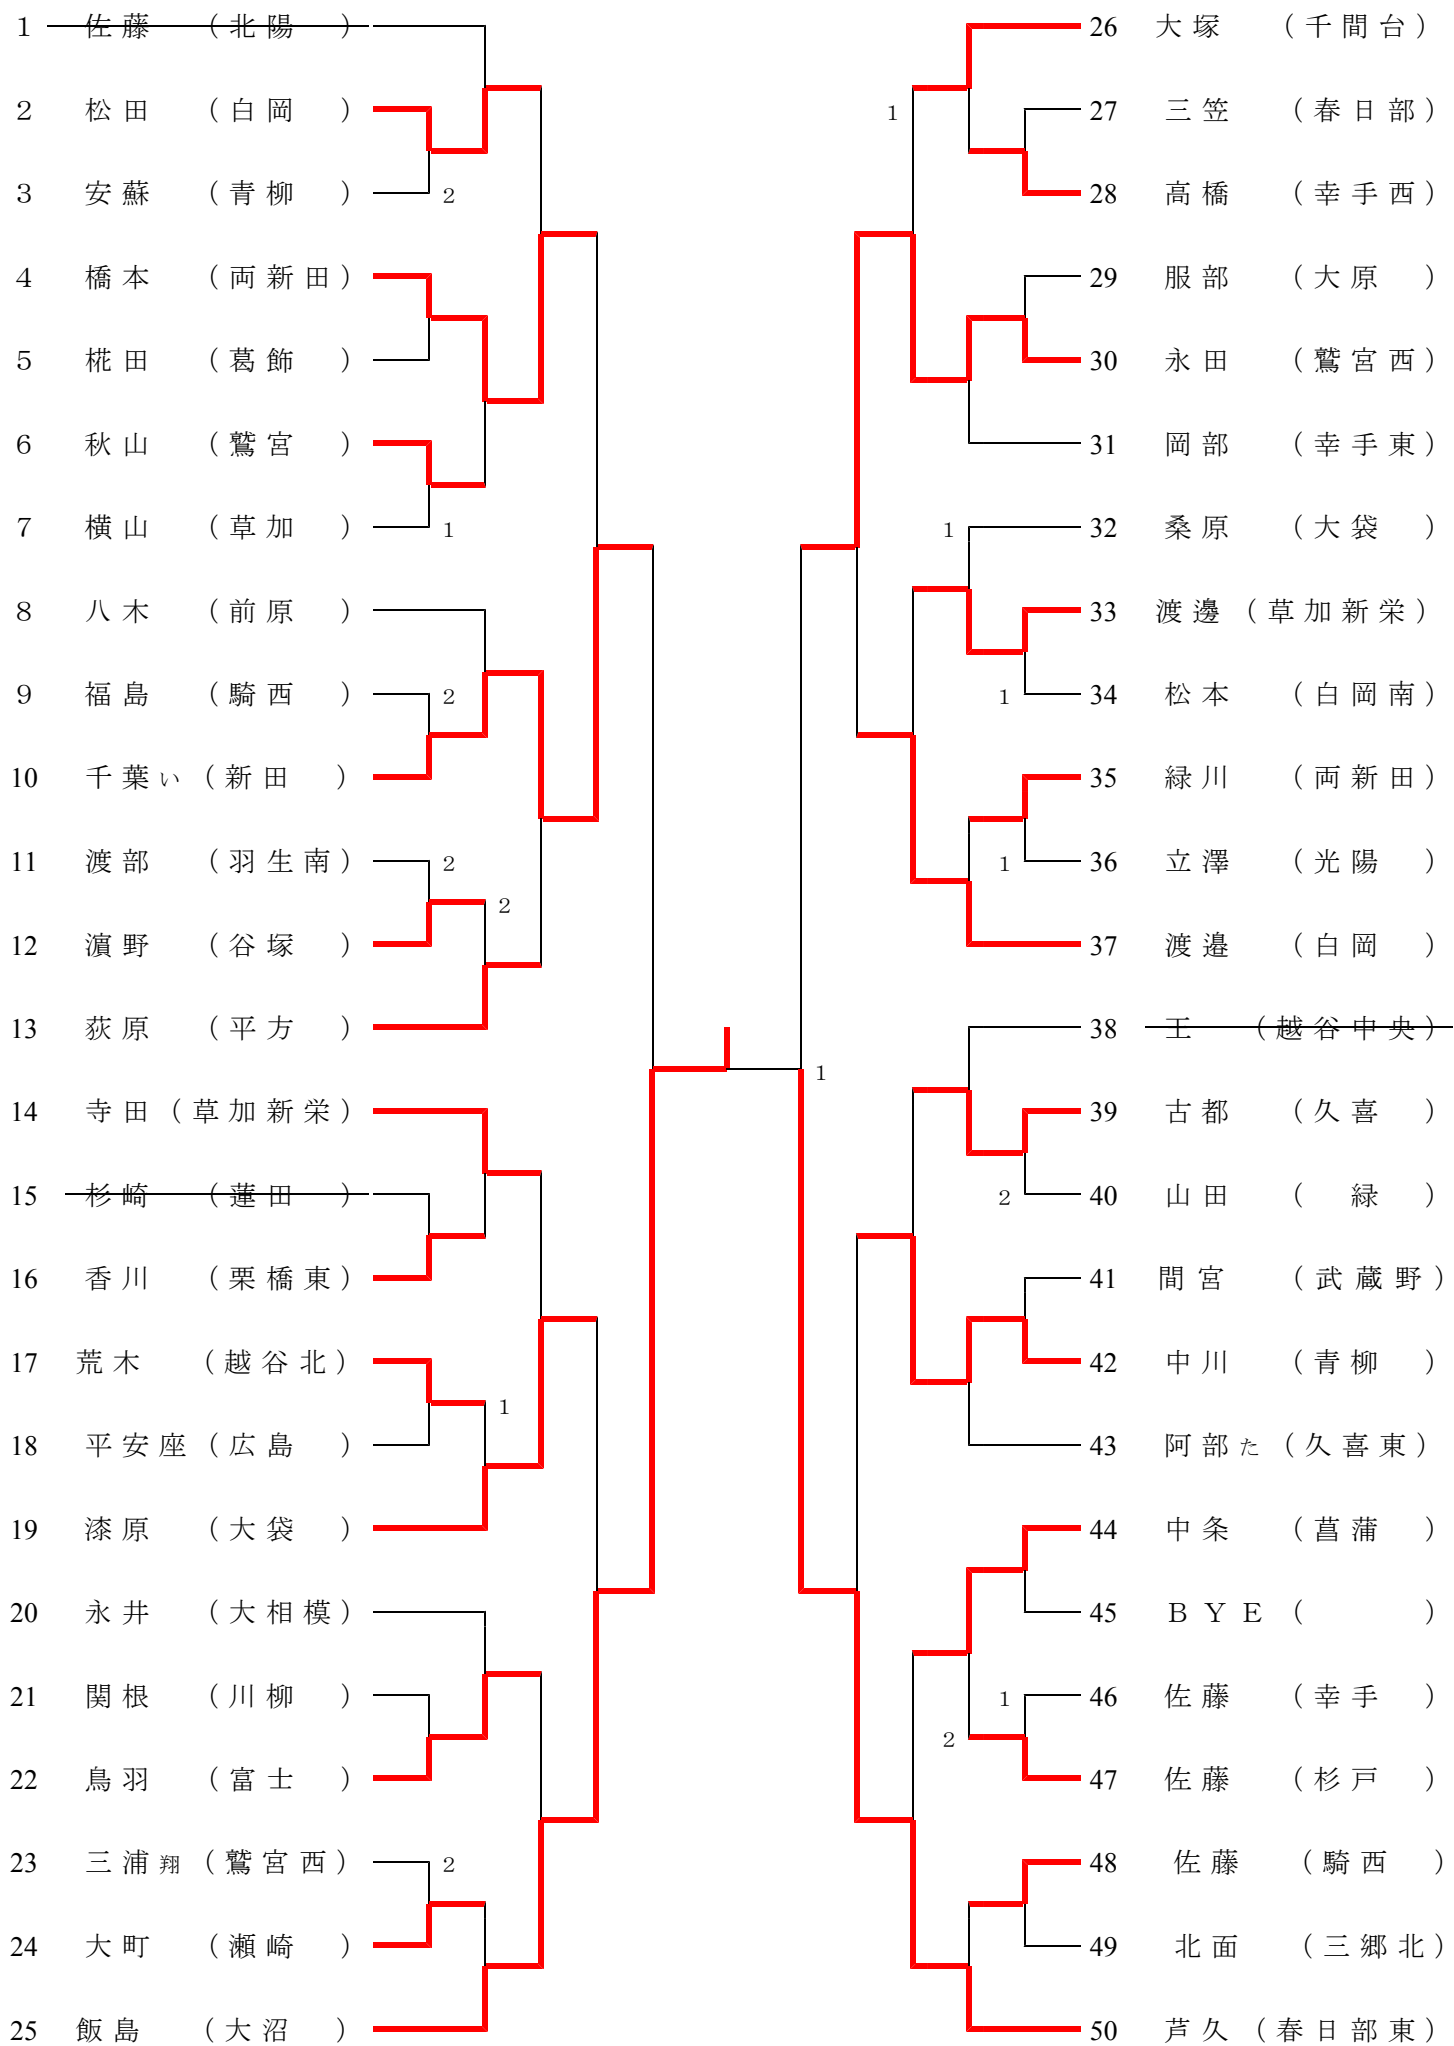 1 佐藤 (北陽)
2 松田 (白岡)
3 安蘇 (青柳) 2
4 橋本 (両新田)
5 椛田 (葛飾)
6 秋山 (鷲宮)
7 横山 (草加) 1
8 八木 (前原)
9 福島 (騎西) 2
10 千葉い (新田)
11 渡部 (羽生南) 2
2
12 濵野 (谷塚)
13 荻原 (平方)
14 寺田 (草加新栄)
15 杉崎 (蓮田)
16 香川 (栗橋東)
17 荒木 (越谷北)
1
18 平安座 (広島)
19 漆原 (大袋)
20 永井 (大相模)
21 関根 (川柳)
22 鳥羽 (富士)
23 三浦翔 (鷲宮西) 2
24 大町 (瀬崎)
25 飯島 (大沼)
26 大塚 (千間台)
1 27 三笠 (春日部)
28 高橋 (幸手西)
29 服部 (大原)
30 永田 (鷲宮西)
31 岡部 (幸手東)
1 32 桑原 (大袋)
33 渡邊 (草加新栄)
1 34 松本 (白岡南)
35 緑川 (両新田)
1 36 立澤 (光陽)
37 渡邉 (白岡)
38 王 (越谷中央)
1
39 古都 (久喜)
2 40 山田 (緑)
41 間宮 (武蔵野)
42 中川 (青柳)
43 阿部た (久喜東)
44 中条 (菖蒲)
45 BYE ( )
1 46 佐藤 (幸手)
2
47 佐藤 (杉戸)
48 佐藤 (騎西)
49 北面 (三郷北)
50 芦久 (春日部東)